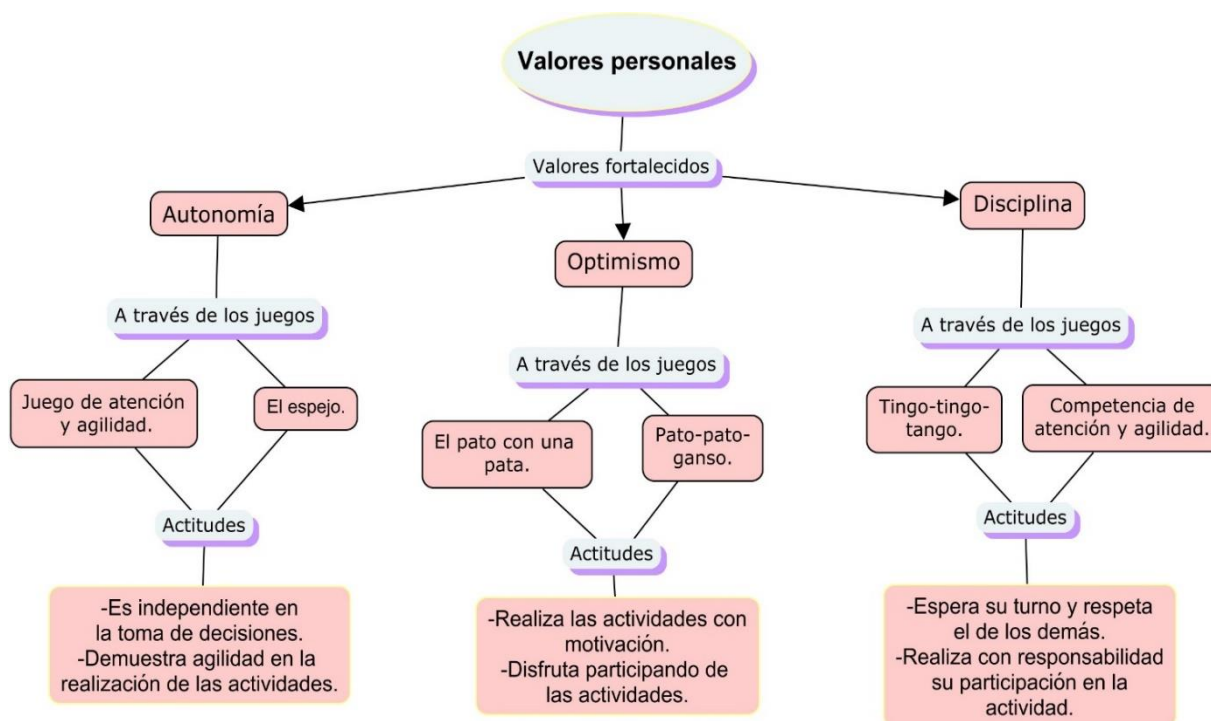 Valores personales
Valores fortalecidos
Autonomía
Optimismo
Disciplina
A través de los juegos
A través de los juegos
A través de los juegos
Juego de atención
y agilidad.
El espejo.
El pato con una
pata.
Pato-pato-
ganso.
Tingo-tingo-
tango.
Competencia de
atención y agilidad.
Actitudes
Actitudes
Actitudes
-Es independiente en
la toma de decisiones.
-Demuestra agilidad en la
realización de las actividades.
-Realiza las actividades con
motivación.
-Disfruta participando de
las actividades.
-Espera su turno y respeta
el de los demás.
-Realiza con responsabilidad
su participación en la
actividad.